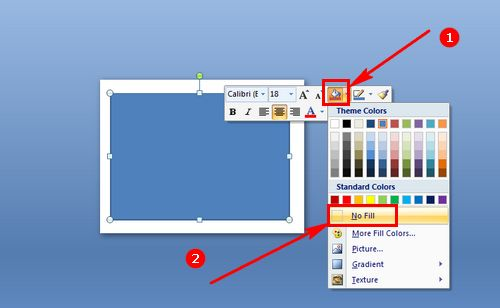 1
Calibri (E 18 A A
B I A
Theme Colors
Standard Colors
No Fill
2
More Fill Colors...
Picture...
Gradient
Texture